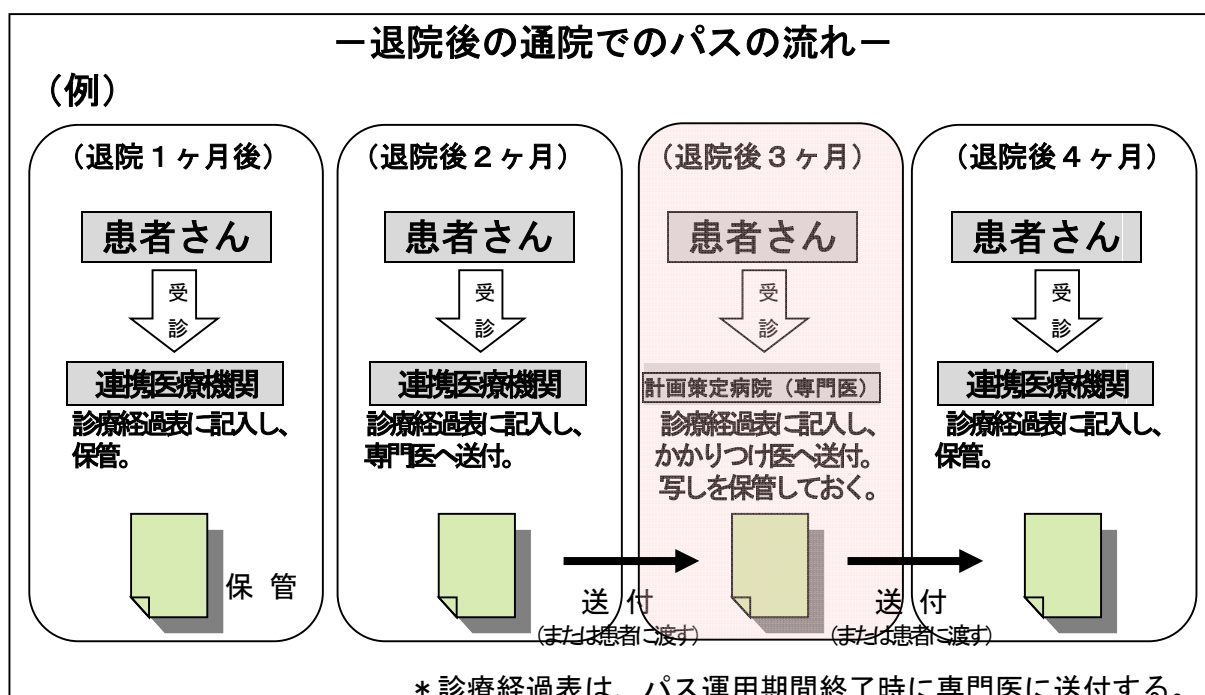 －退院後の通院でのパスの流れ－
（例）
（退院１ヶ月後）
患者さん
受
診
連携医療機関
診療経過表に記入し、
保管。
保 管
（退院後２ヶ月）
患者さん
受
診
連携医療機関
診療経過表に記入し、
専門医へ送付。
送 付
（または患者に渡す）
（退院後３ヶ月）
患者さん
受
診
計画策定病院（専門医）
診療経過表に記入し、
かかりつけ医へ送付。
写しを保管しておく。
送 付
（または患者に渡す）
（退院後４ヶ月）
患者さん
受
診
連携医療機関
診療経過表に記入し、
保管。
＊診療経過表は、パス運用期間終了時に専門医に送付する。